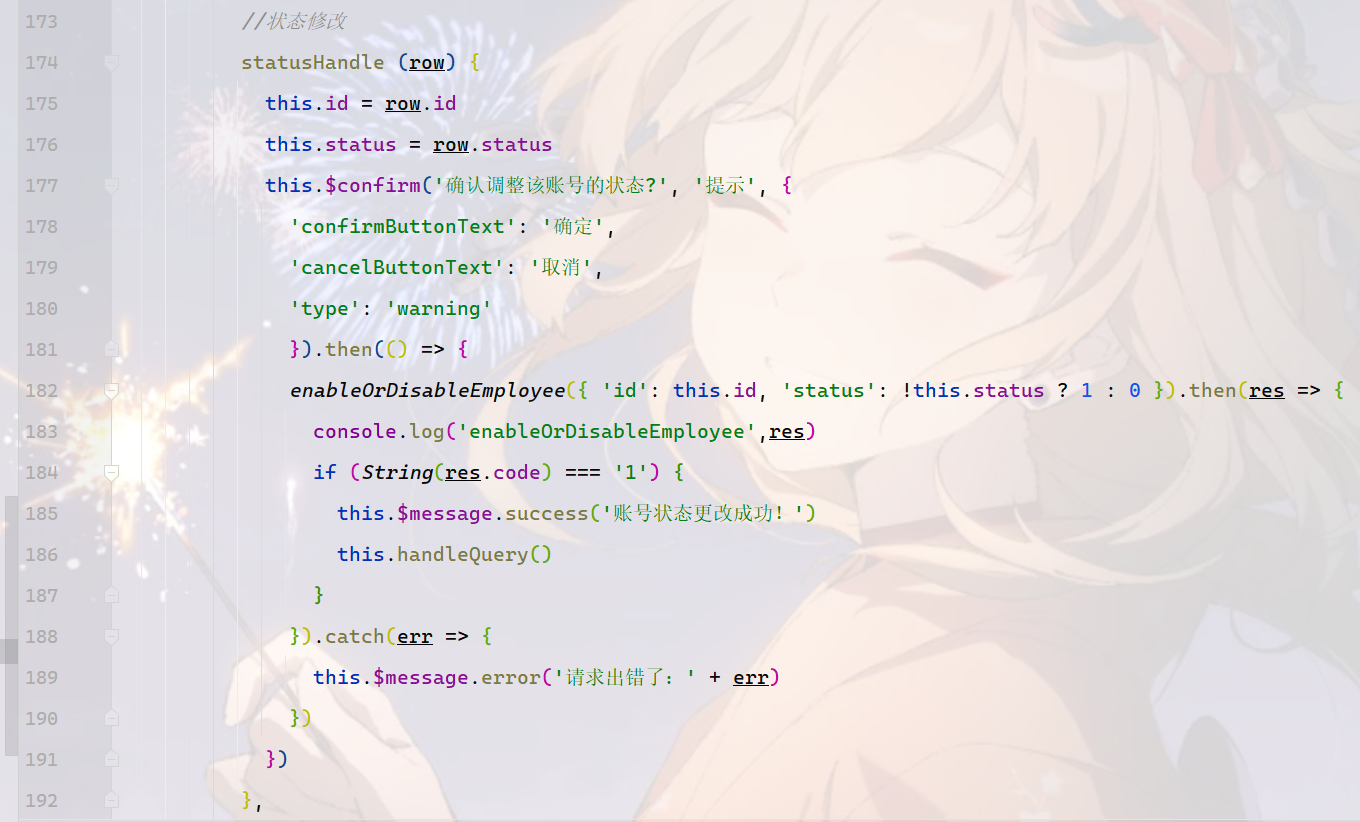 173 //状态修改
174 statusHandle (row) {
175 this.id = row.id
176 this.status = row.status
177 this.$confirm('确认调整该账号的状态?', '提示', {
178 'confirmButtonText': '确定',
179 'cancelButtonText': '取消',
180 'type': 'warning'
181 }).then(() => {
182 enableOrDisableEmployee({ 'id': this.id, 'status': !this.status ? 1 : 0 }).then(res => {
183 console.log('enableOrDisableEmployee',res)
184 if (String(res.code) === '1') {
185 this.$message.success('账号状态更改成功！')
186 this.handleQuery()
187 }
188 }).catch(err => {
189 this.$message.error('请求出错了：' + err)
190 })
191 })
192 },